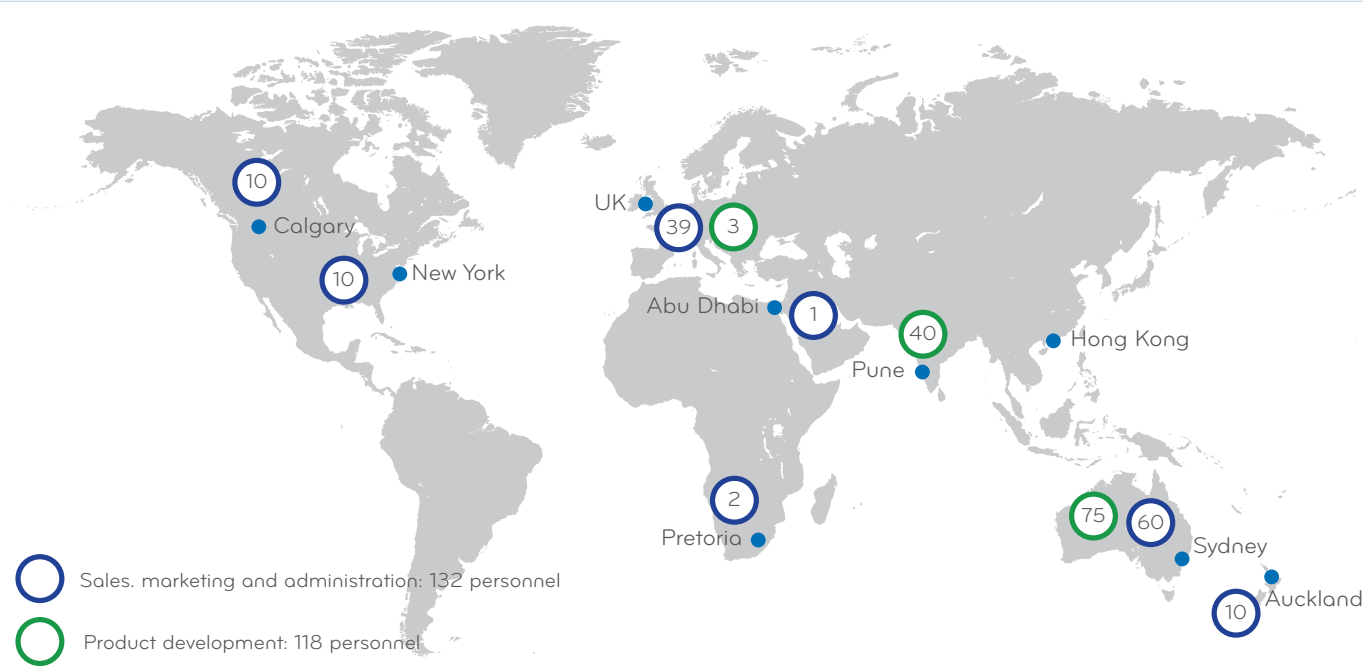 10
UK
Calgary
39
3
10
New York
Abu Dhabi
1
40
Hong Kong
Pune
2
75
60
Pretoria
Sydney
Sales. marketing and administration: 132 personnel
Auckland
10
Product development: 118 personnel